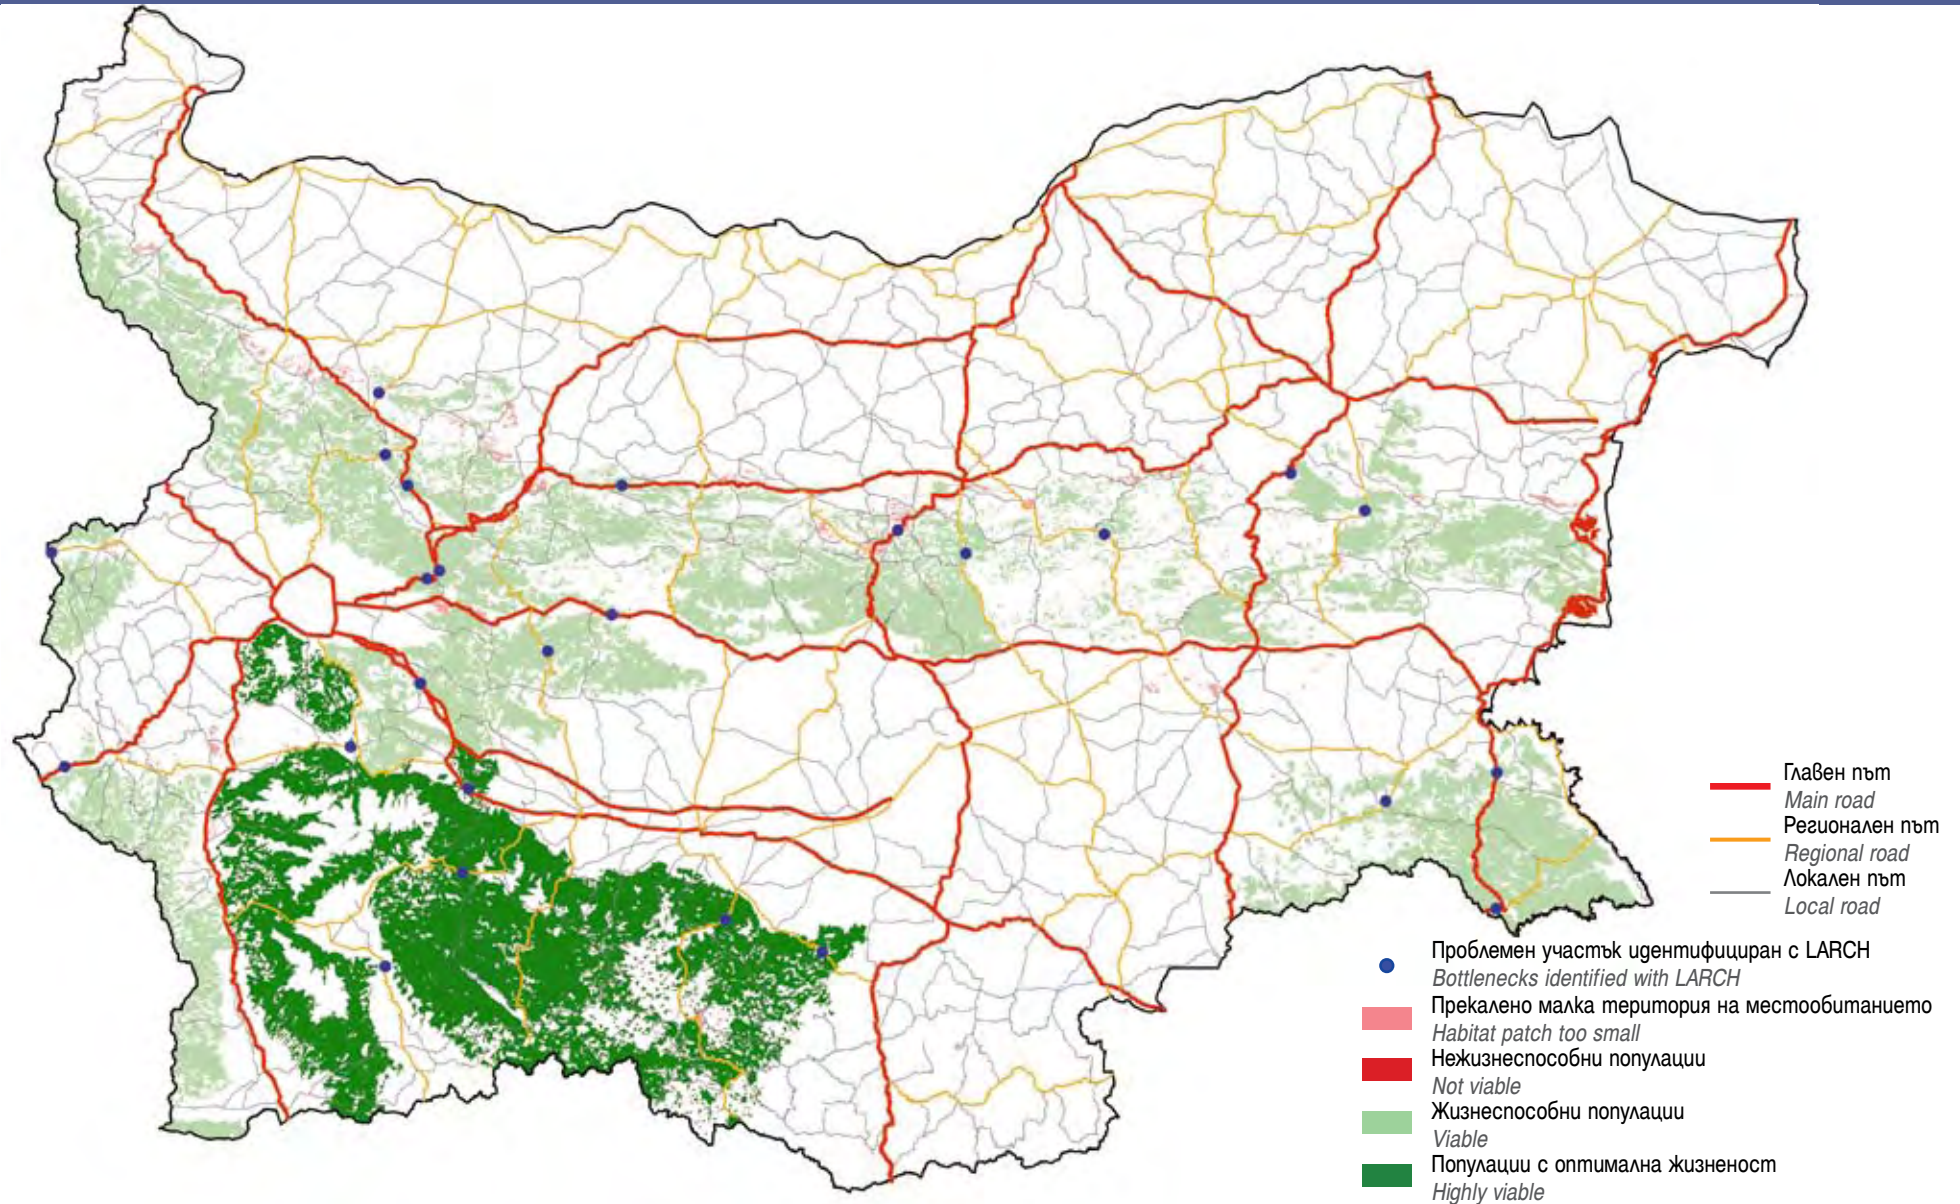 Главен път
Main road
Регионален път
Regional road
Локален път
Local road
Проблемен участък идентифициран с LARCH
Bottlenecks identified with LARCH
Прекалено малка територия на местообитанието
Habitat patch too small
Нежизнеспособни популации
Not viable
Жизнеспособни популации
Viable
Популации с оптимална жизненост
Highly viable